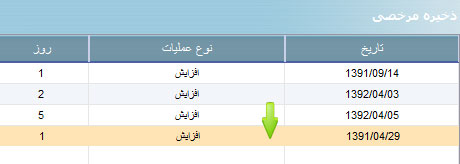 ذخیره مرخصی
تاریخ نوع عملیات روز
1391/09/14 افزایش 1
1392/04/03 افزایش 2
1392/04/05 افزایش 5
1391/04/29 افزایش 1